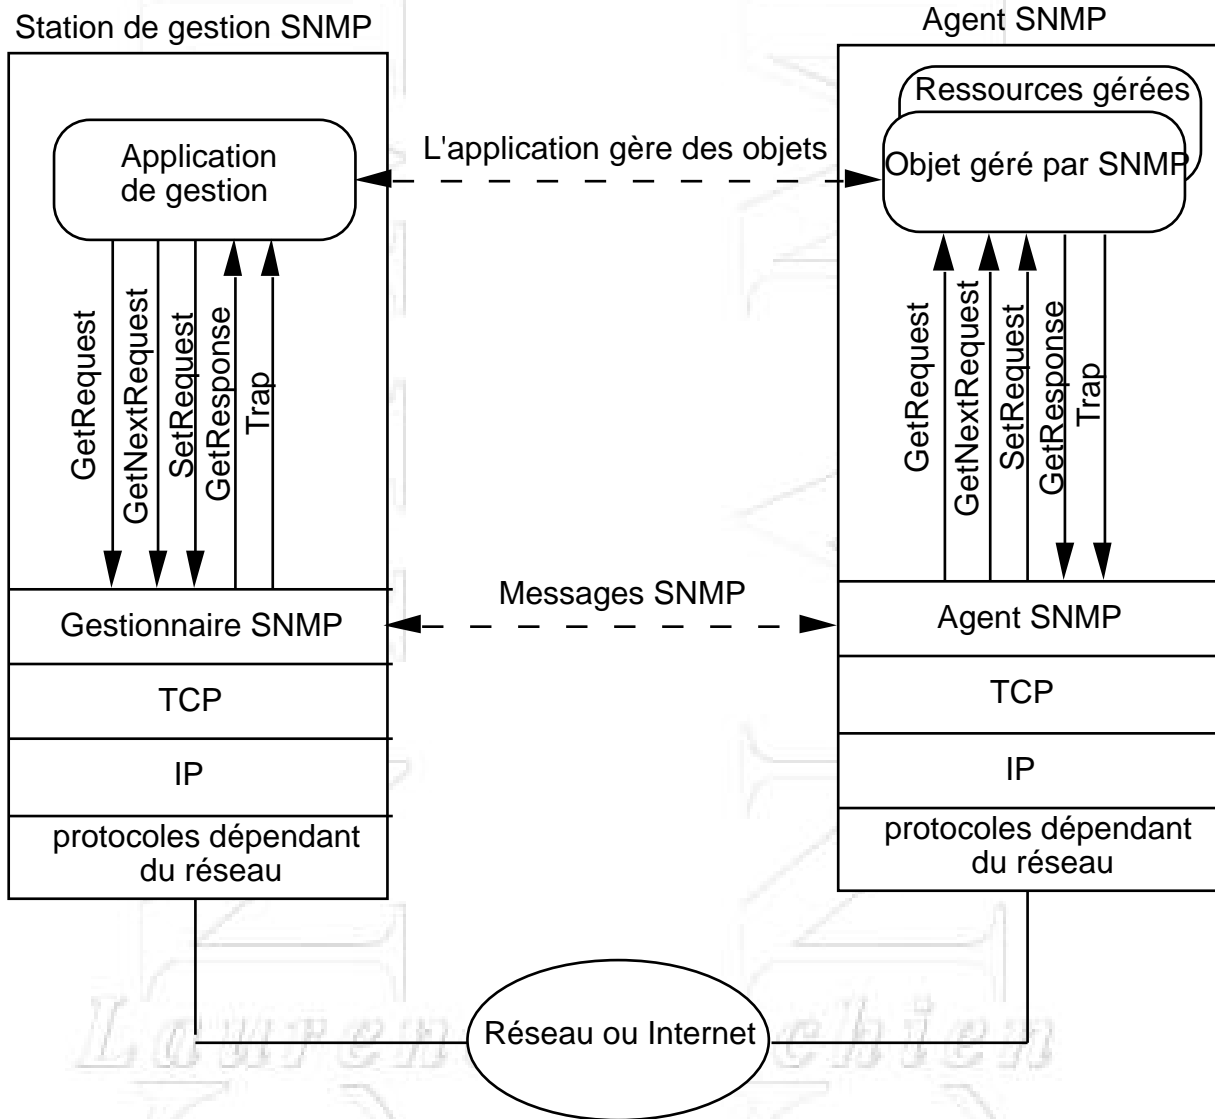 Station de gestion SNMP
Agent SNMP
Ressources gérées
Application
de gestion
L'application gère des objets
Objet géré par SNMP
GetRequest
GetNextRequest
SetRequest
GetResponse
Trap
GetRequest
GetNextRequest
SetRequest
GetResponse
Trap
Messages SNMP
Gestionnaire SNMP
Agent SNMP
TCP
TCP
IP
IP
protocoles dépendant
du réseau
protocoles dépendant
du réseau
Réseau ou Internet